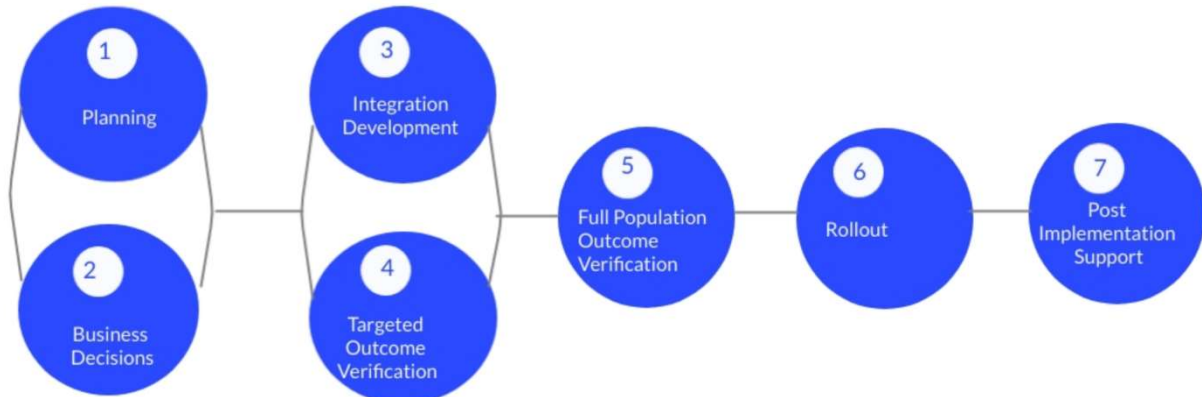 1
Planning
2
Business
Decisions
3
Integration
Development
4
Targeted
Outcome
Verification
5
Full Population
Outcome
Verification
6
Rollout
7
Post
Implementation
Support